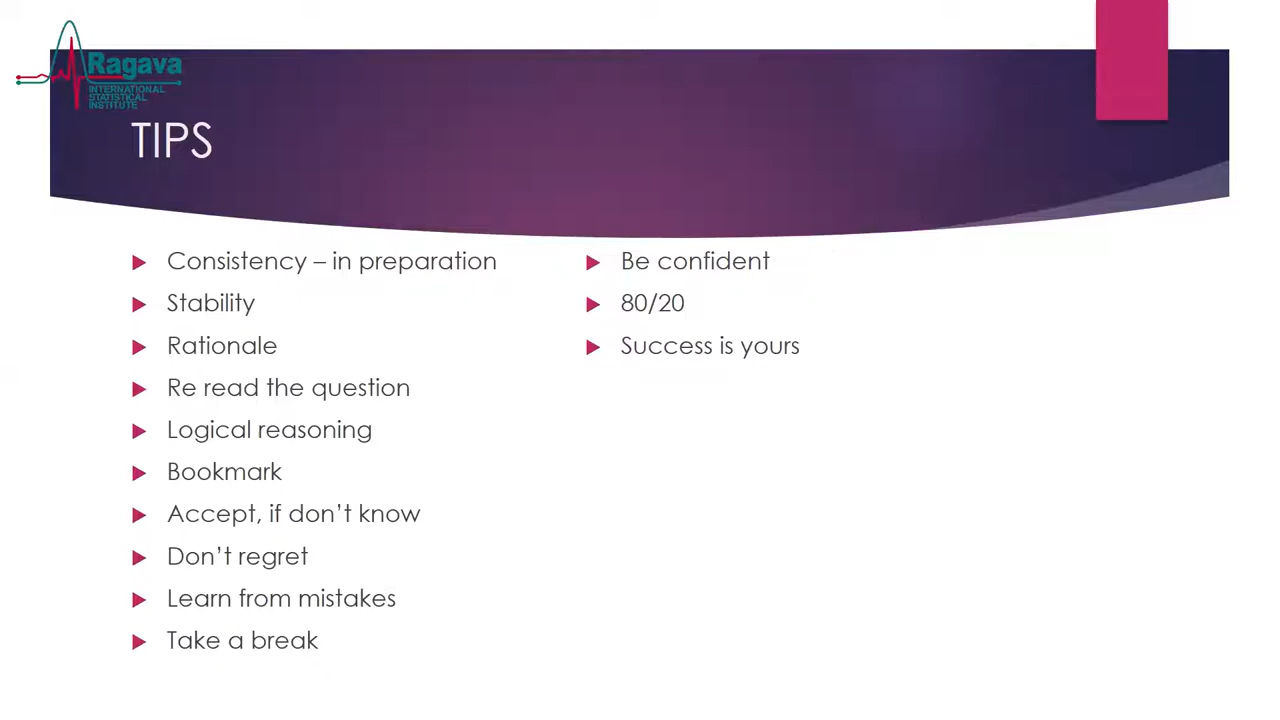 Ragava
INTERNATIONAL
STATISTICAL
INSTITUTE
TIPS
Consistency – in preparation
Stability
Rationale
Re read the question
Logical reasoning
Bookmark
Accept, if don’t know
Don’t regret
Learn from mistakes
Take a break
Be confident
80/20
Success is yours